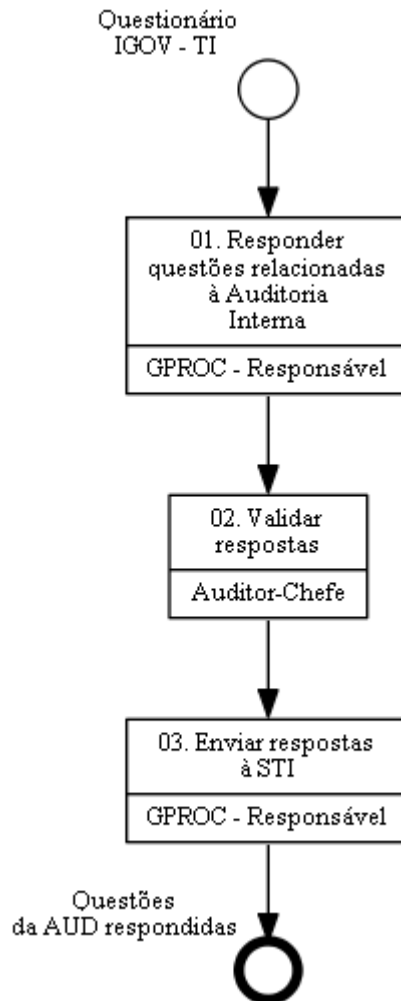 Questionário
IGOV - TI
01. Responder
questões relacionadas
à Auditoria
Interna
GPROC - Responsável
02. Validar
respostas
Auditor-Chefe
03. Enviar respostas
à STI
GPROC - Responsável
Questões
da AUD respondidas